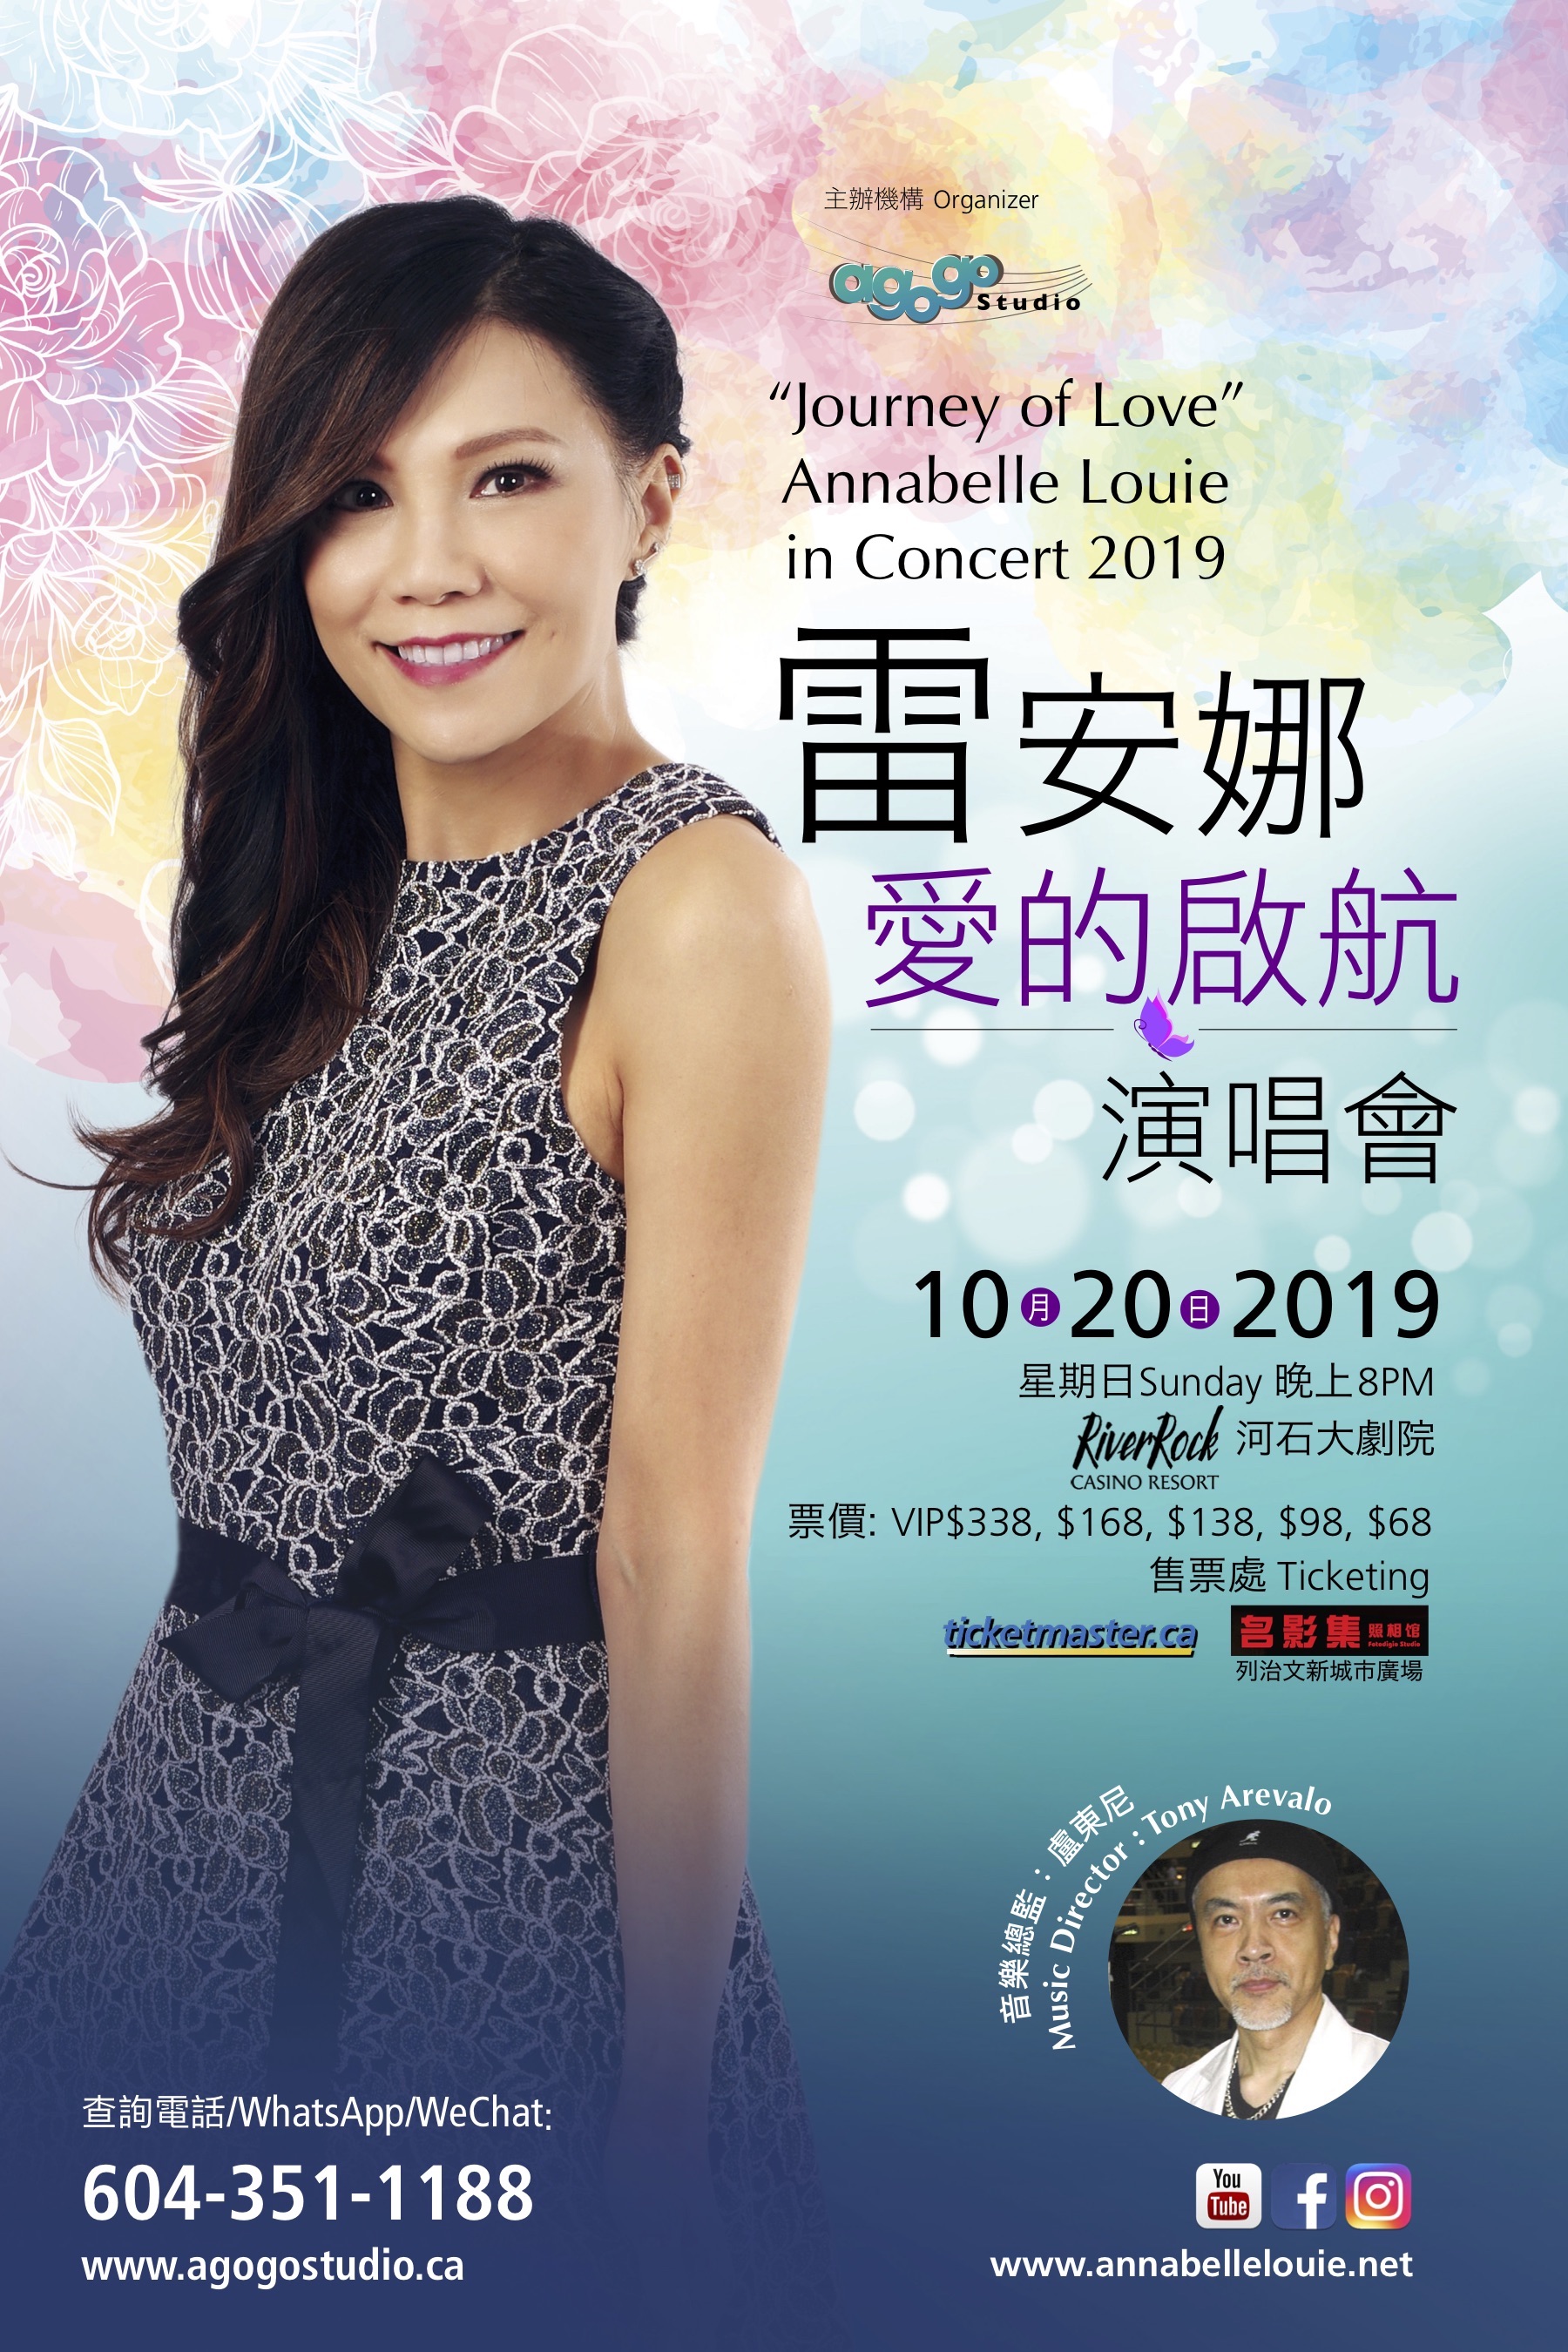 主辦機構 Organizer
agogo
Studio
“Journey of Love”
Annabelle Louie
in Concert 2019
雷安娜
愛的啟航
演唱會
10月20日2019
星期日Sunday 晚上8PM
RiverRock 河石大劇院
CASINO RESORT
票價: VIP$338, $168, $138, $98, $68
售票處 Ticketing
ticketmaster.ca
名影集 照相馆
Fotodigio Studio
列治文新城市廣場
音樂總監：盧東尼
Music Director : Tony Arevalo
查詢電話/WhatsApp/WeChat:
604-351-1188
www.agogostudio.ca
You
Tube
www.annabellelouie.net